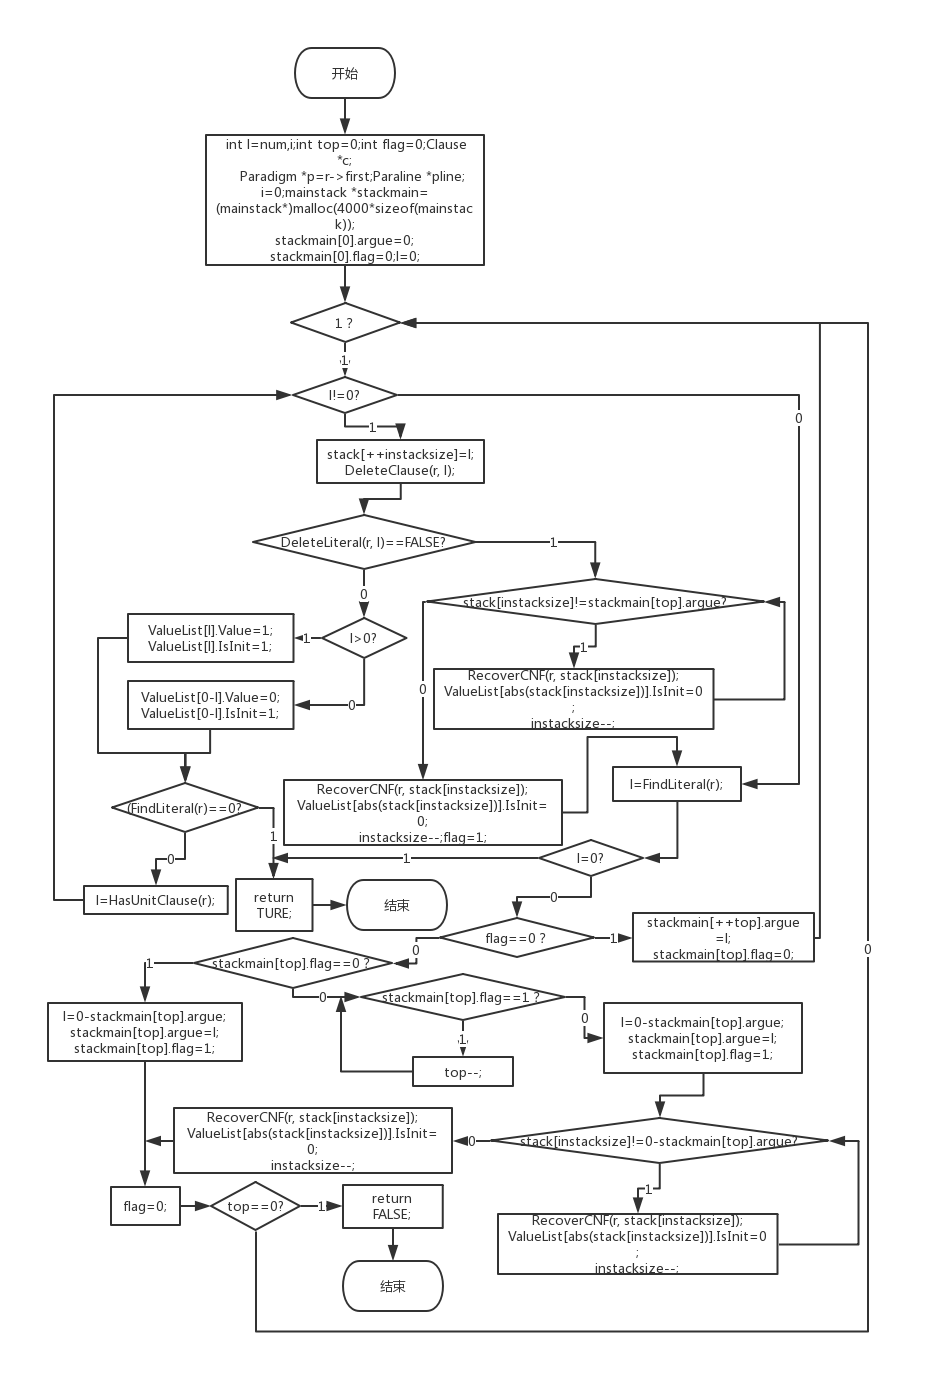 开始
int l=num,i;int top=0;int flag=0;Clause
*c;
Paradigm *p=r->first;Paraline *pline;
i=0;mainstack *stackmain=
(mainstack*)malloc(4000*sizeof(mainstac
k));
stackmain[0].argue=0;
stackmain[0].flag=0;l=0;
1 ?
1
l!=0?
0
1
stack[++instacksize]=l;
DeleteClause(r, l);
DeleteLiteral(r, l)==FALSE?
1
0
stack[instacksize]!=stackmain[top].argue?
ValueList[l].Value=1;
ValueList[l].IsInit=1;
1
l>0?
1
0
RecoverCNF(r, stack[instacksize]);
ValueList[abs(stack[instacksize])].IsInit=0
;
instacksize--;
ValueList[0-l].Value=0;
ValueList[0-l].IsInit=1;
0
(FindLiteral(r)==0?
RecoverCNF(r, stack[instacksize]);
ValueList[abs(stack[instacksize])].IsInit=
0;
instacksize--;flag=1;
l=FindLiteral(r);
1
0
1
l=0?
l=HasUnitClause(r);
return
TURE;
结束
0
flag==0 ?
1
stackmain[++top].argue
=l;
stackmain[top].flag=0;
0
0
stackmain[top].flag==0 ?
1
0
stackmain[top].flag==1 ?
0
l=0-stackmain[top].argue;
stackmain[top].argue=l;
stackmain[top].flag=1;
1
top--;
l=0-stackmain[top].argue;
stackmain[top].argue=l;
stackmain[top].flag=1;
RecoverCNF(r, stack[instacksize]);
ValueList[abs(stack[instacksize])].IsInit=
0;
instacksize--;
0
stack[instacksize]!=0-stackmain[top].argue?
1
flag=0;
top==0?
1
return
FALSE;
RecoverCNF(r, stack[instacksize]);
ValueList[abs(stack[instacksize])].IsInit=0
;
instacksize--;
结束